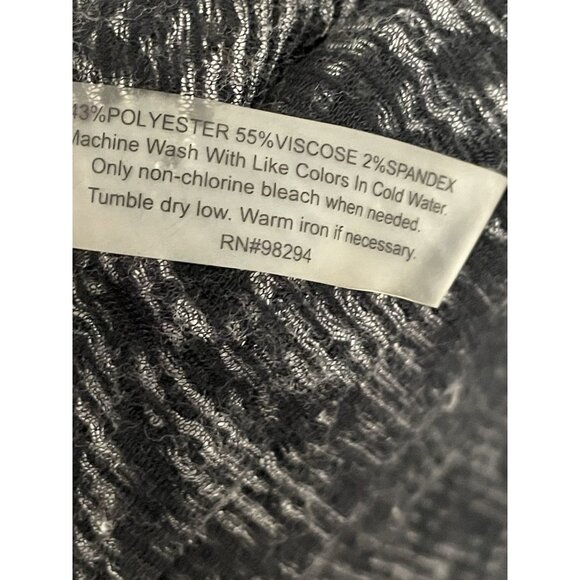 43%POLYESTER 55%VISCOSE 2%SPANDEX
Machine Wash With Like Colors In Cold Water.
Only non-chlorine bleach when needed.
Tumble dry low. Warm iron if necessary.
RN#98294